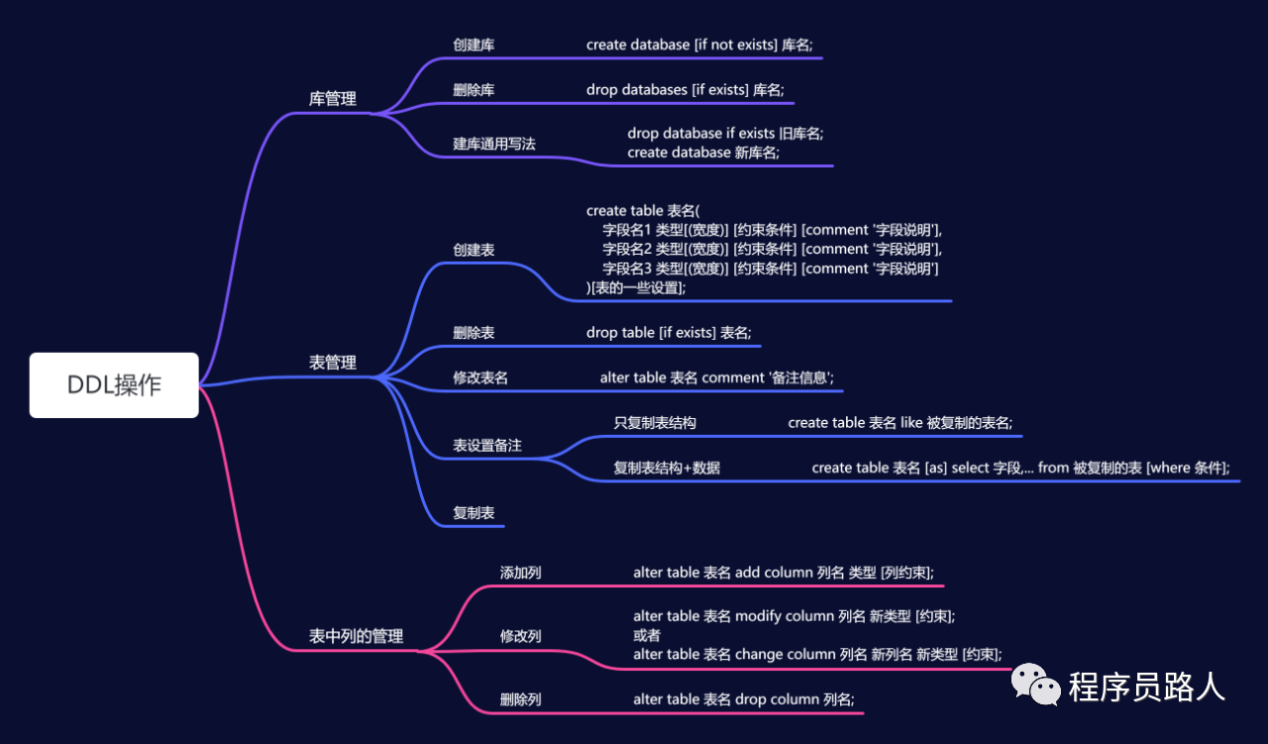 DDL操作
库管理
创建库
create database [if not exists] 库名;
删除库
drop databases [if exists] 库名;
建库通用写法
drop database if exists 旧库名;
create database 新库名;
表管理
创建表
create table 表名(
字段名1 类型[(宽度)] [约束条件] [comment '字段说明'],
字段名2 类型[(宽度)] [约束条件] [comment '字段说明'],
字段名3 类型[(宽度)] [约束条件] [comment '字段说明']
)[表的一些设置];
删除表
drop table [if exists] 表名;
修改表名
alter table 表名 comment '备注信息';
表设置备注
只复制表结构
create table 表名 like 被复制的表名;
复制表结构+数据
create table 表名 [as] select 字段,... from 被复制的表 [where 条件];
复制表
表中列的管理
添加列
alter table 表名 add column 列名 类型 [列约束];
修改列
alter table 表名 modify column 列名 新类型 [约束];
或者
alter table 表名 change column 列名 新列名 新类型 [约束];
删除列
alter table 表名 drop column 列名;
程序员路人